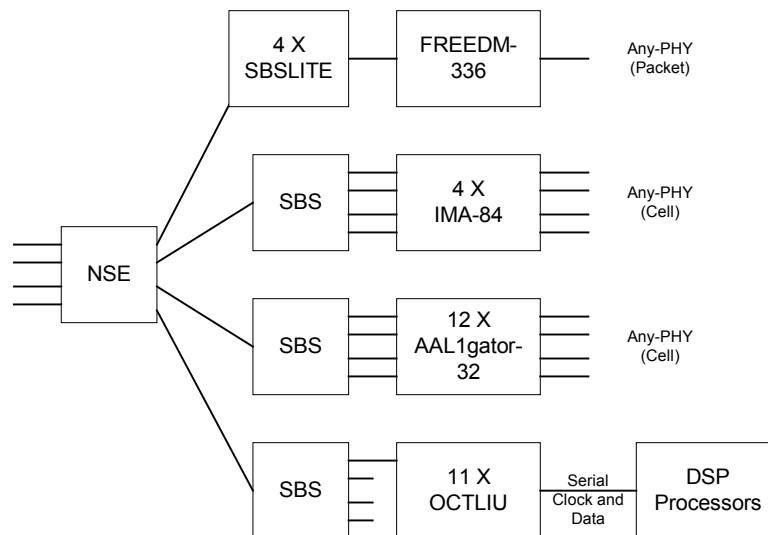 4 X
SBSLITE
FREEDM-
336
Any-PHY
(Packet)
SBS
4 X
IMA-84
Any-PHY
(Cell)
NSE
SBS
12 X
AAL1gator-
32
Any-PHY
(Cell)
SBS
11 X
OCTLIU
Serial
Clock and
Data
DSP
Processors